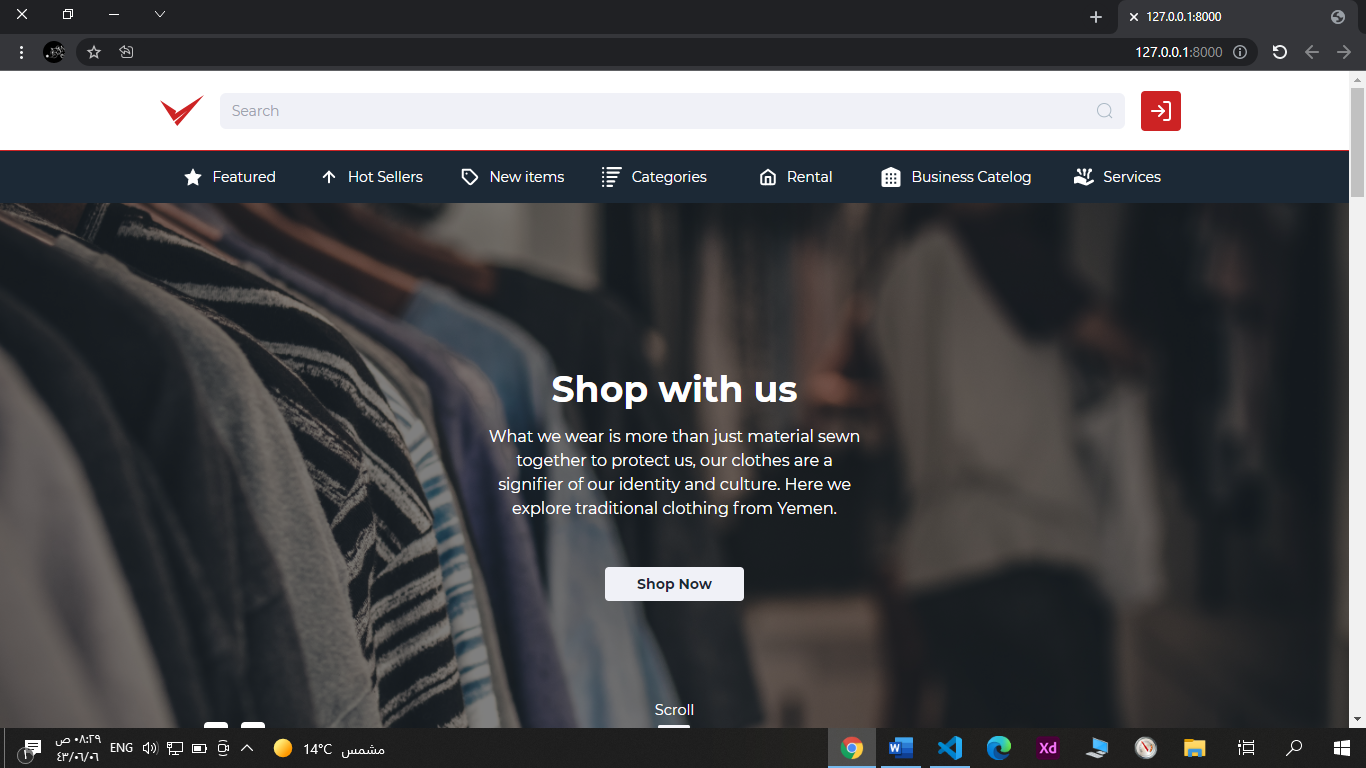 127.0.0.1:8000
127.0.0.1:8000
Search
Featured
Hot Sellers
New items
Categories
Rental
Business Catelog
Services
Shop with us
What we wear is more than just material sewn
together to protect us, our clothes are a
signifier of our identity and culture. Here we
explore traditional clothing from Yemen.
Shop Now
Scroll
٠٨:٢٩ ص
٤٣/٠٦/٠٦
١
ENG
14°C
مشمس
Xd